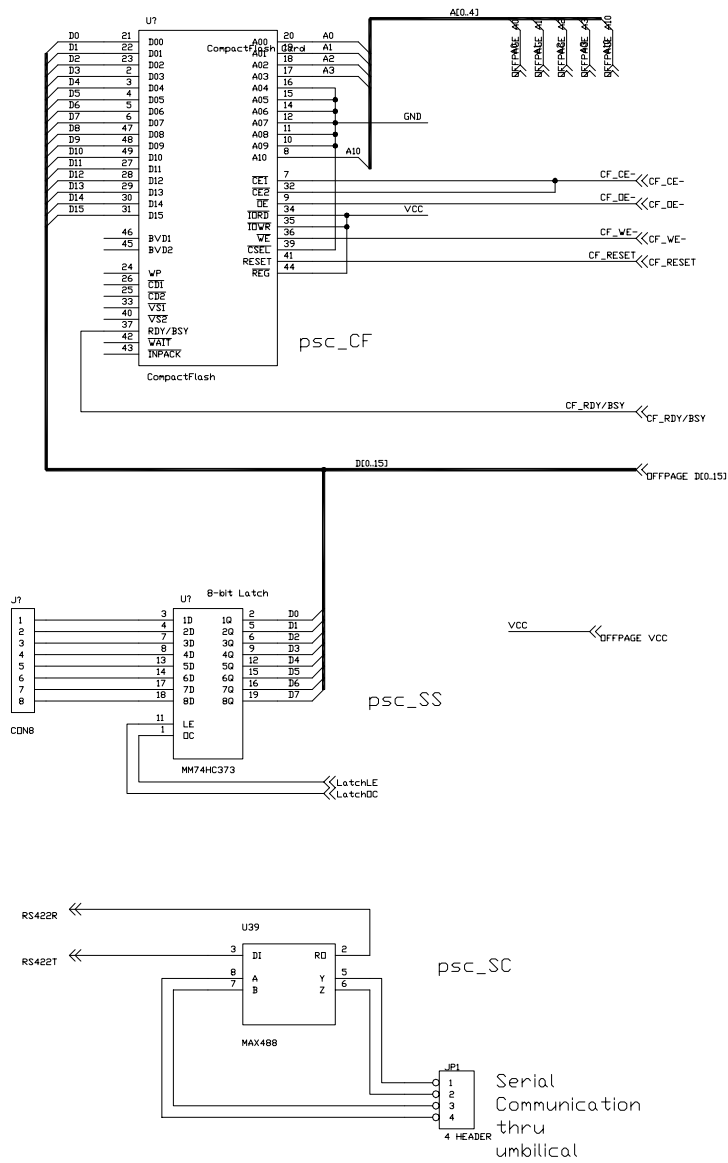 U?
CompactFlash Card
A[0..4]
OFFPAGE A0
OFFPAGE A1
OFFPAGE A2
OFFPAGE A3
OFFPAGE A10
D0 21 D00 A00 20 A0
D1 22 D01 A01 19 A1
D2 23 D02 A02 18 A2
D3 2 D03 A03 17 A3
D4 3 D04 A04 16
D5 4 D05 A05 15
D6 5 D06 A06 14
D7 6 D07 A07 12 GND
D8 47 D08 A08 11
D9 48 D09 A09 10
D10 49 D10 A10 8 A10
D11 27 D11
D12 28 D12 CE1 7 CF_CE- CF_CE-
D13 29 D13 CE2 32
D14 30 D14 OE 9 CF_OE- CF_OE-
D15 31 D15 IORD 34 VCC
IOWR 35
46 BVD1 WE 36 CF_WE- CF_WE-
45 BVD2 CSEL 39
RESET 41 CF_RESET CF_RESET
24 WP REG 44
26 CD1
25 CD2
33 VS1
40 VS2
37 RDY/BSY
42 WAIT
43 INPACK
psc_CF
CompactFlash
CF_RDY/BSY CF_RDY/BSY
D[0..15] OFFPAGE D[0..15]
J? U? 8-bit Latch
1 3 1D 1Q 2 D0
2 4 2D 2Q 5 D1
3 7 3D 3Q 6 D2
4 8 4D 4Q 9 D3
5 13 5D 5Q 12 D4
6 14 6D 6Q 15 D5
7 17 7D 7Q 16 D6
8 18 8D 8Q 19 D7
VCC OFFPAGE VCC
psc_SS
11 LE
1 OC
CON8
MM74HC373
LatchLE
LatchOC
RS422R
U39
RS422T 3 DI RO 2
psc_SC
8 A Y 5
7 B Z 6
MAX488
JP1
1
2
3
4
4 HEADER
Serial
Communication
thru
umbilical